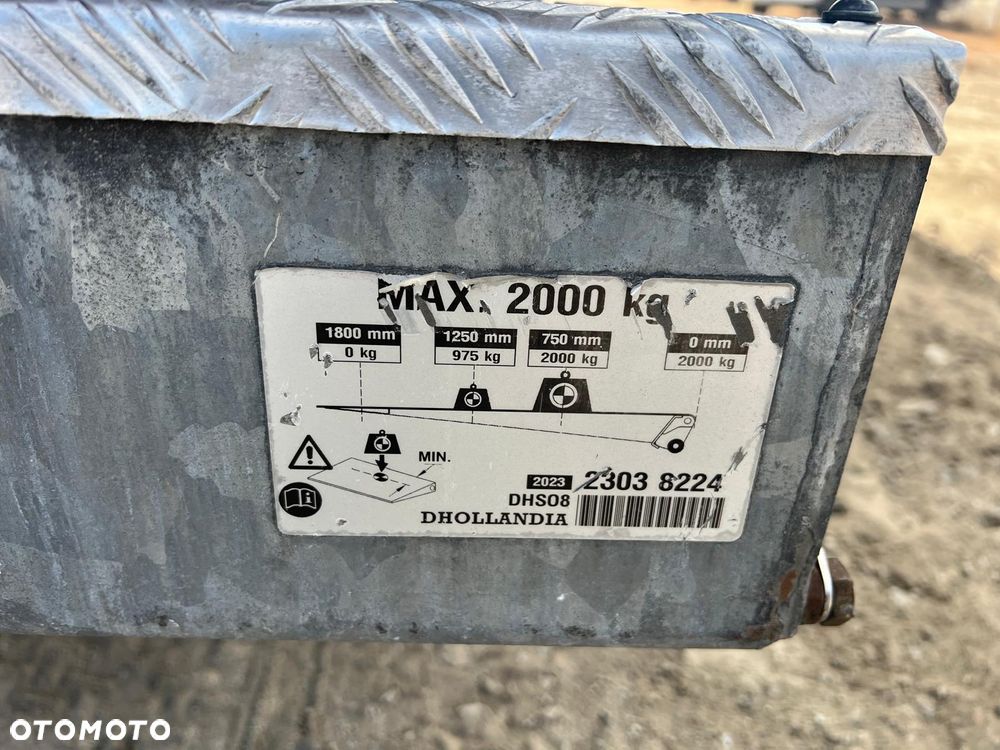 MAX. 2000 kg
1800 mm 1250 mm 750 mm 0 mm
0 kg 975 kg 2000 kg 2000 kg
MIN.
2023 2303 8224
DHSO8
DHOLLANDIA
OTOMOTO